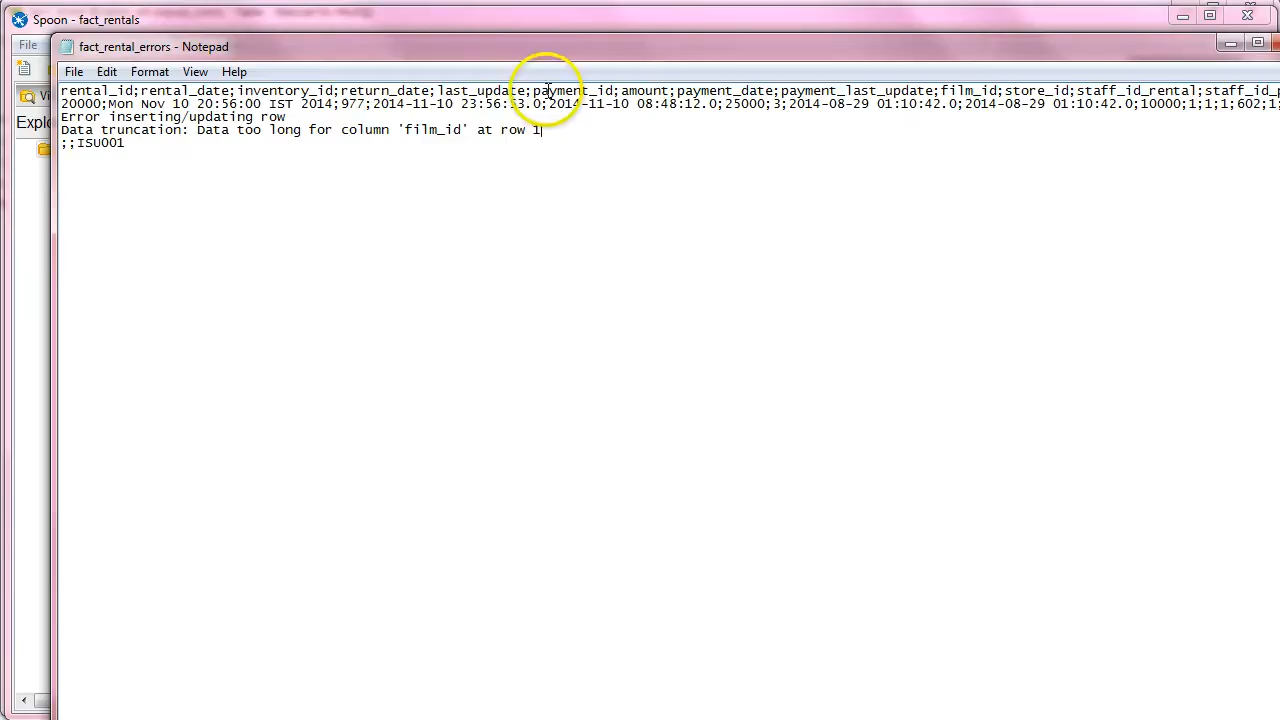 Spoon - fact_rentals
File
fact_rental_errors - Notepad
File Edit Format View Help
rental_id;rental_date;inventory_id;return_date;last_update;payment_id;amount;payment_date;payment_last_update;film_id;store_id;staff_id_rental;staff_id_p
20000;Mon Nov 10 20:56:00 IST 2014;977;2014-11-10 23:56:53.0;2014-11-10 08:48:12.0;25000;3;2014-08-29 01:10:42.0;2014-08-29 01:10:42.0;10000;1;1;1;602;1;
Error inserting/updating row
Data truncation: Data too long for column 'film_id' at row 1
;;ISU001
Vi
Explo